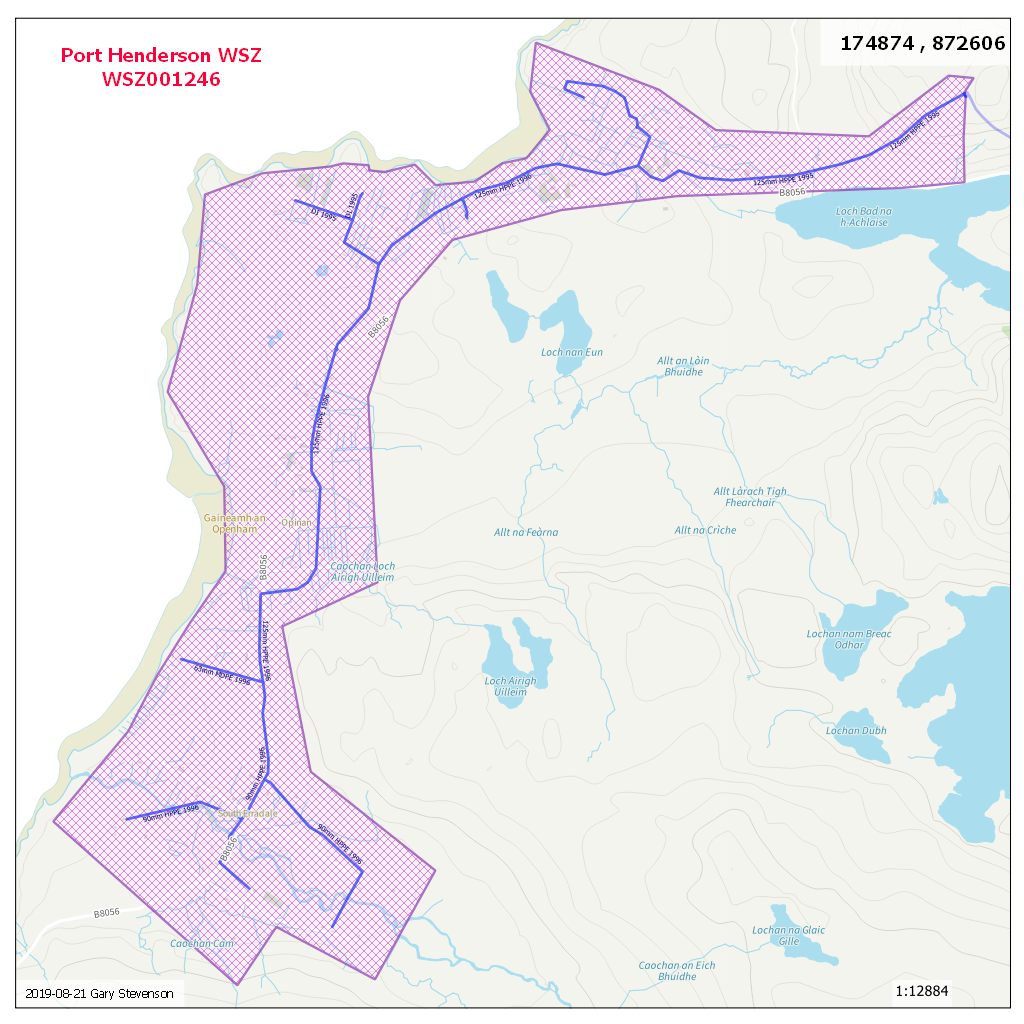 Port Henderson WSZ
WSZ001246
174874 , 872606
125mm HPPE 1995
125mm HPPE 1995
B8056
125mm HPPE 1996
DI 1995
DI 1995
Loch Bad na
h-Achlaise
B8056
Loch nan Eun
Allt an Lòin
Bhuidhe
125mm HPPE 1996
Allt Làrach Tigh
Fhearchair
Gaineamh an
Openham
Opinan
Allt na Feàrna
Allt na Crìche
B8056
Caochan Loch
Airigh Uilleim
125mm HPPE 1996
Lochan nam Breac
Odhar
63mm HDPE 1996
Loch Airigh
Uilleim
Lochan Dubh
90mm HPPE 1996
90mm HPPE 1996
South Erradale
90mm HPPE 1996
B8056
B8056
Caochan Cam
Lochan na Glaic
Gille
Caochan an Eich
Bhuidhe
2019-08-21 Gary Stevenson
1:12884